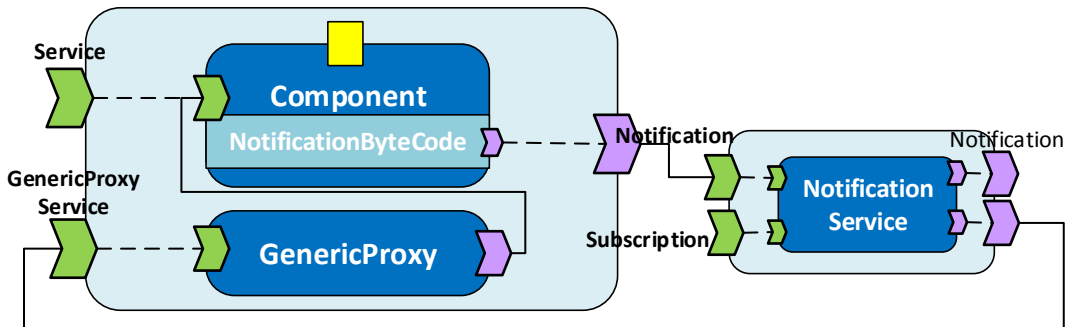 Service
Component
NotificationByteCode
GenericProxy
Service
GenericProxy
Notification
Notification
Subscription
Notification
Service